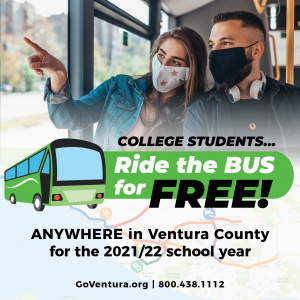 COLLEGE STUDENTS...
Ride the BUS
for FREE!
ANYWHERE in Ventura County
for the 2021/22 school year
GoVentura.org | 800.438.1112